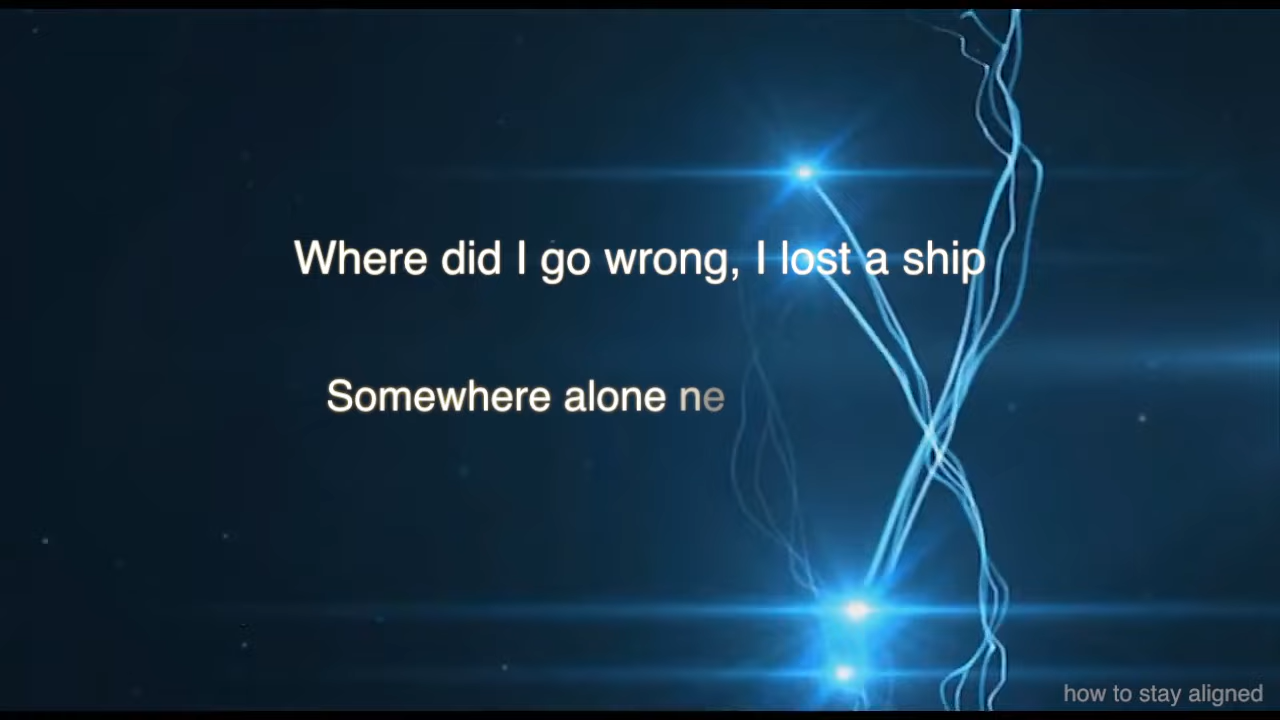 Where did I go wrong, I lost a ship
Somewhere alone ne
how to stay aligned